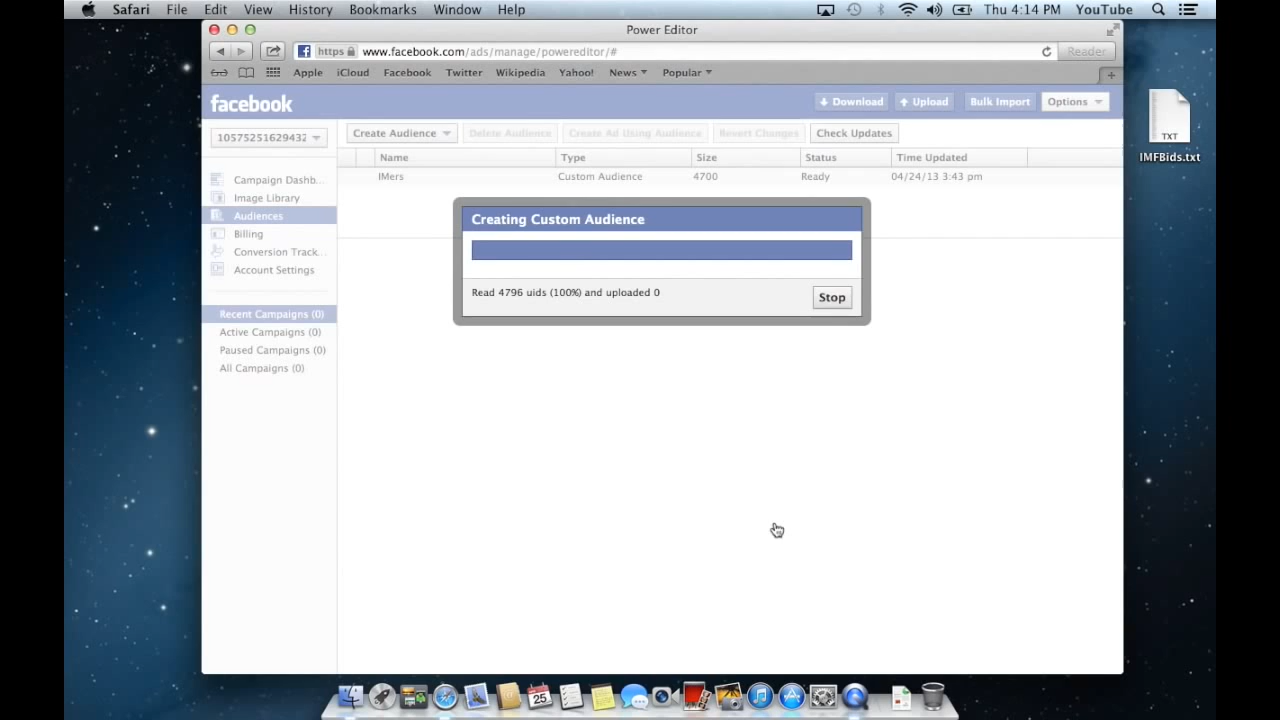 Safari File Edit View History Bookmarks Window Help Thu 4:14 PM YouTube
Power Editor
https www.facebook.com/ads/manage/powereditor/# Reader
Apple iCloud Facebook Twitter Wikipedia Yahoo! News Popular
facebook Download Upload Bulk Import Options
10575251629432 Create Audience Delete Audience Create Ad Using Audience Revert Changes Check Updates
Name Type Size Status Time Updated
IMers Custom Audience 4700 Ready 04/24/13 3:43 pm
Campaign Dashb...
Image Library
Audiences
Billing
Conversion Track...
Account Settings
Recent Campaigns (0)
Active Campaigns (0)
Paused Campaigns (0)
All Campaigns (0)
Creating Custom Audience
Read 4796 uids (100%) and uploaded 0 Stop
TXT
IMFBids.txt
25